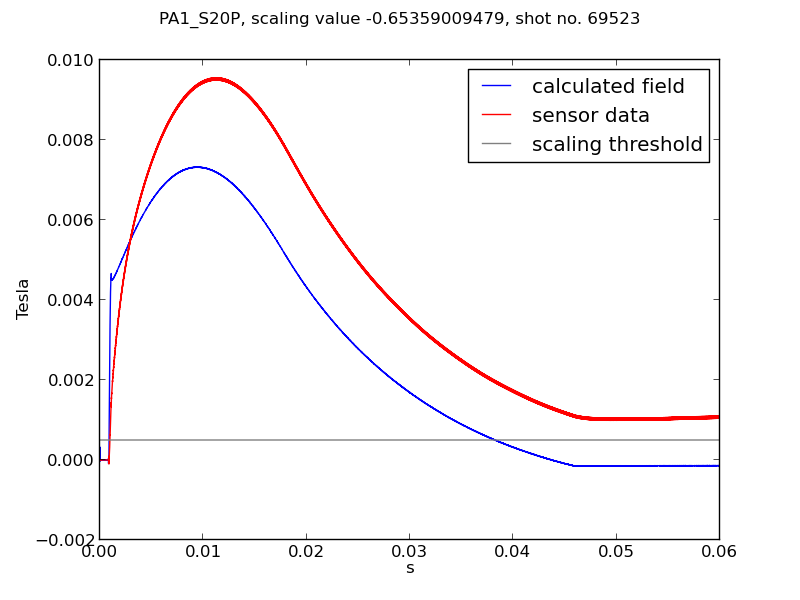 PA1_S20P, scaling value -0.65359009479, shot no. 69523
0.010
0.008
0.006
0.004
0.002
0.000
−0.002
Tesla
calculated field
sensor data
scaling threshold
0.00 0.01 0.02 0.03 0.04 0.05 0.06
s